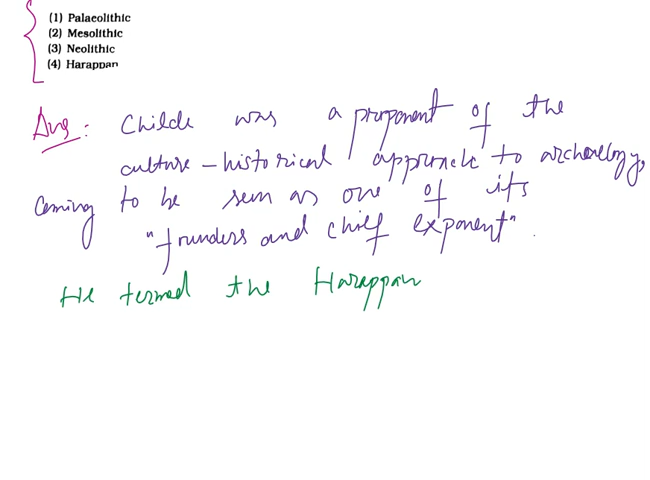 (1) Palaeolithic
(2) Mesolithic
(3) Neolithic
(4) Harappan
Ans: Childe was a proponent of the
culture-historical approach to archaeology,
Coming to be seen as one of its
"founders and chief exponent".
He termed the Harappan